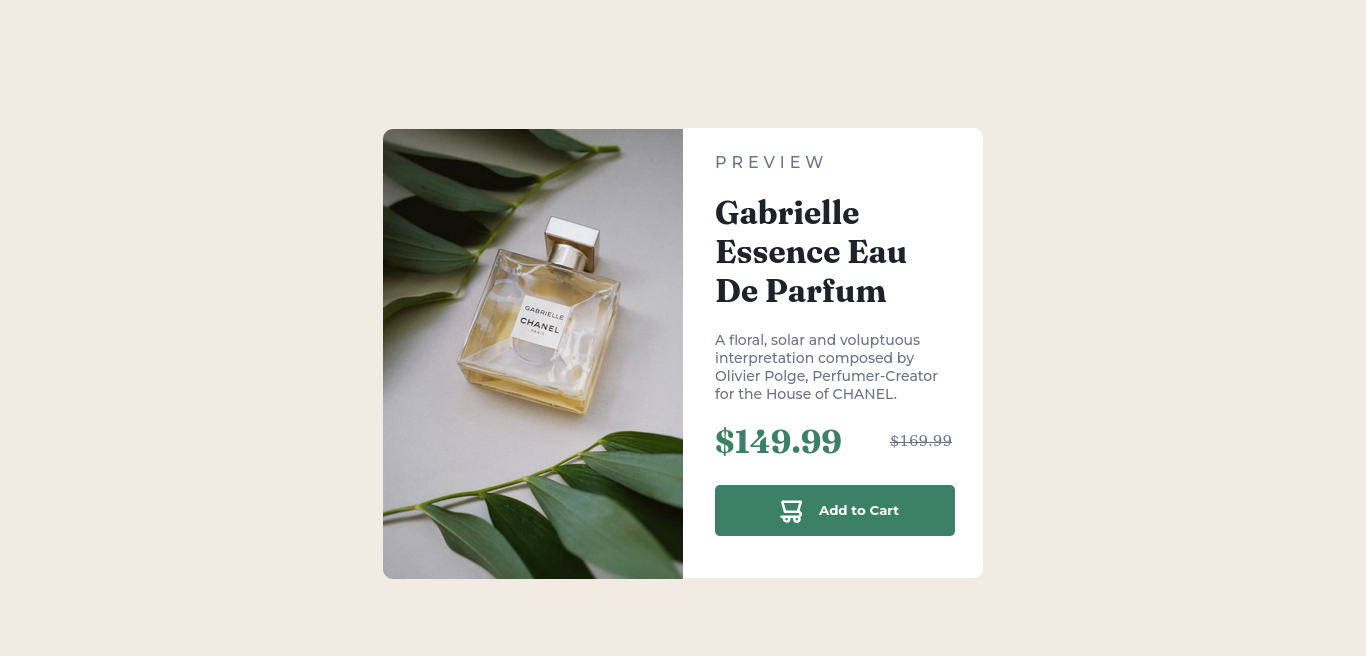 PREVIEW
Gabrielle
Essence Eau
De Parfum
A floral, solar and voluptuous
interpretation composed by
Olivier Polge, Perfumer-Creator
for the House of CHANEL.
$149.99 $169.99
Add to Cart
GABRIELLE
CHANEL
PARIS